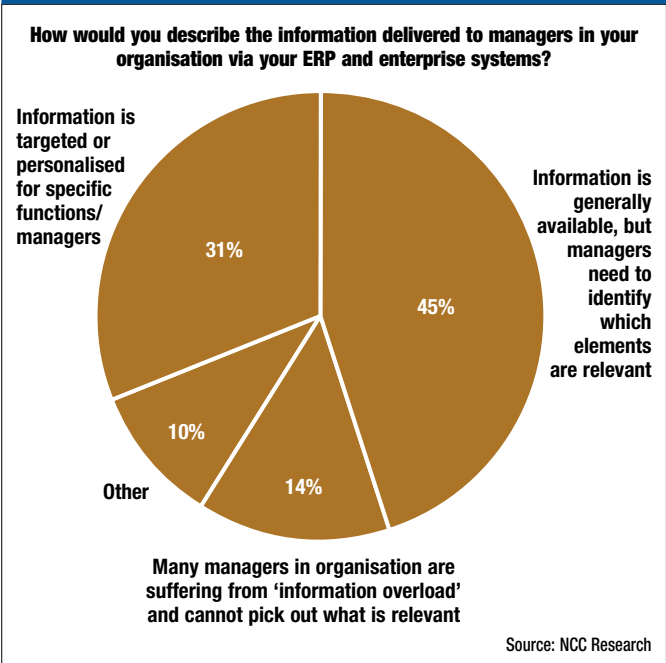 How would you describe the information delivered to managers in your
organisation via your ERP and enterprise systems?
Information is
targeted or
personalised
for specific
functions/
managers
31%
Information is
generally
available, but
managers
need to
identify
which
elements
are relevant
45%
10%
Other
14%
Many managers in organisation are
suffering from ‘information overload’
and cannot pick out what is relevant
Source: NCC Research